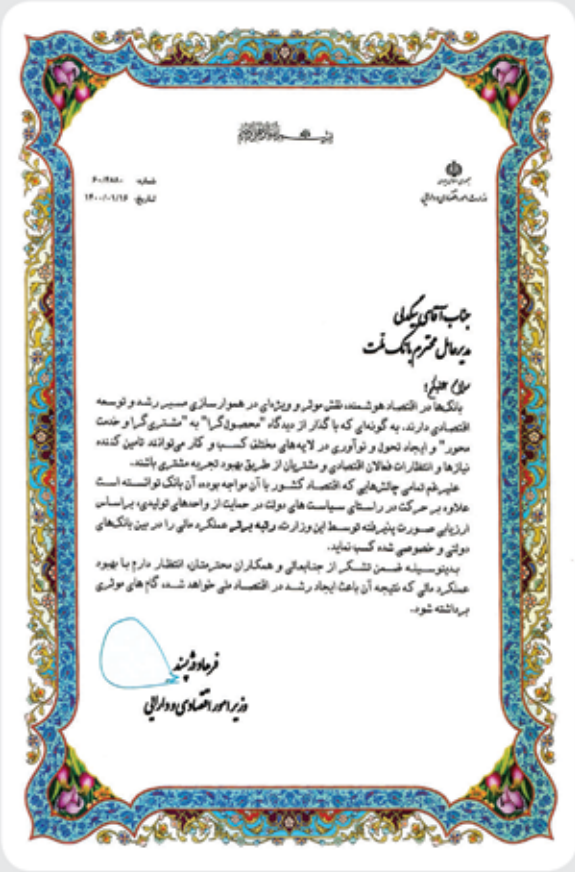 بسم الله الرحمن الرحیم
جمهوری اسلامی ایران
وزارت امور اقتصادی و دارایی
شماره: ۶۰/۴۸۸۰
تاریخ: ۱۴۰۰/۰۱/۱۶
جناب آقای بیگدلی
مدیرعامل محترم بانک ملت
سلام علیکم؛
بانک‌ها در اقتصاد هوشمند، نقش موثر و ویژه‌ای در هموارسازی مسیر رشد و توسعه
اقتصادی دارند، به گونه‌ای که با گذار از دیدگاه "محصول‌گرا" به "مشتری‌گرا و خدمت
محور" و ایجاد تحول و نوآوری در لایه‌های مختلف کسب و کار می‌توانند تامین کننده
نیازها و انتظارات فعالان اقتصادی و مشتریان از طریق بهبود تجربه مشتری باشند.
علیرغم تمامی چالش‌هایی که اقتصاد کشور با آن مواجه بوده، آن بانک توانسته است
علاوه بر حرکت در راستای سیاست های دولت در حمایت از واحدهای تولیدی، براساس
ارزیابی صورت پذیرفته توسط این وزارت، رتبه برتر عملکرد مالی را در بین بانک‌های
دولتی و خصوصی شده کسب نماید.
بدینوسیله ضمن تشکر از جنابعالی و همکاران محترمتان، انتظار دارم با بهبود
عملکرد مالی که نتیجه آن باعث ایجاد رشد در اقتصاد ملی خواهد شد، گام های موثری
برداشته شود.
فرهاد دژپسند
وزیر امور اقتصادی و دارایی